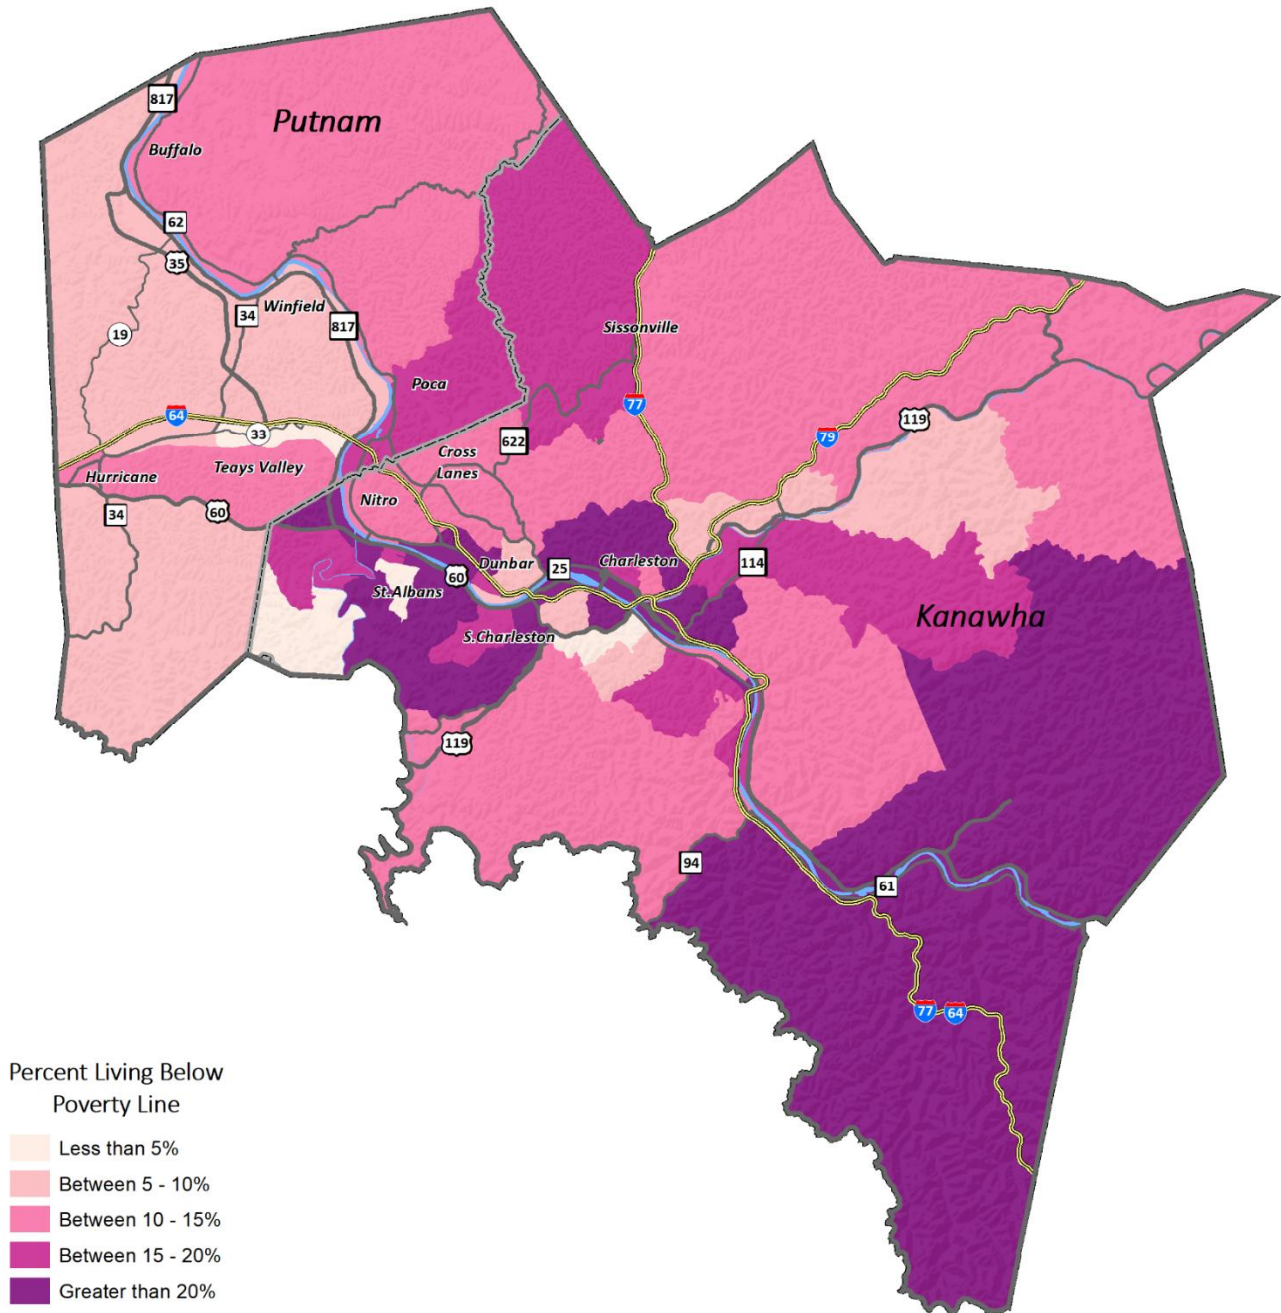 Putnam
817
Buffalo
62
35
Winfield
34
817
19
Sissonville
Poca
77
119
64
33
79
622
Cross
Lanes
Teays Valley
Hurricane
Nitro
34
60
Dunbar
25
Charleston
114
60
St.Albans
Kanawha
S.Charleston
119
94
61
77
64
Percent Living Below
Poverty Line
Less than 5%
Between 5 - 10%
Between 10 - 15%
Between 15 - 20%
Greater than 20%